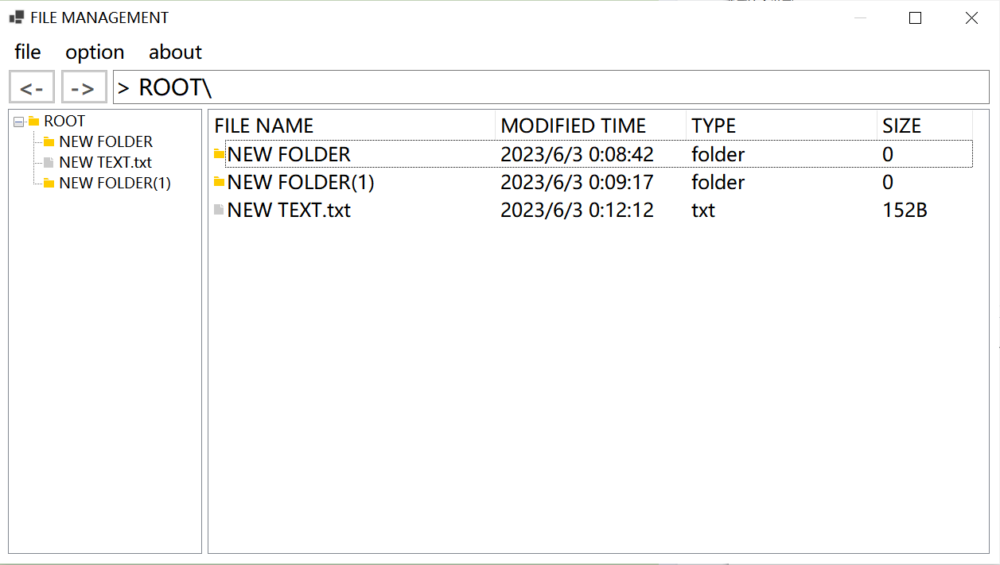 FILE MANAGEMENT
file option about
<- -> > ROOT\
ROOT
NEW FOLDER
NEW TEXT.txt
NEW FOLDER(1)
FILE NAME MODIFIED TIME TYPE SIZE
NEW FOLDER 2023/6/3 0:08:42 folder 0
NEW FOLDER(1) 2023/6/3 0:09:17 folder 0
NEW TEXT.txt 2023/6/3 0:12:12 txt 152B